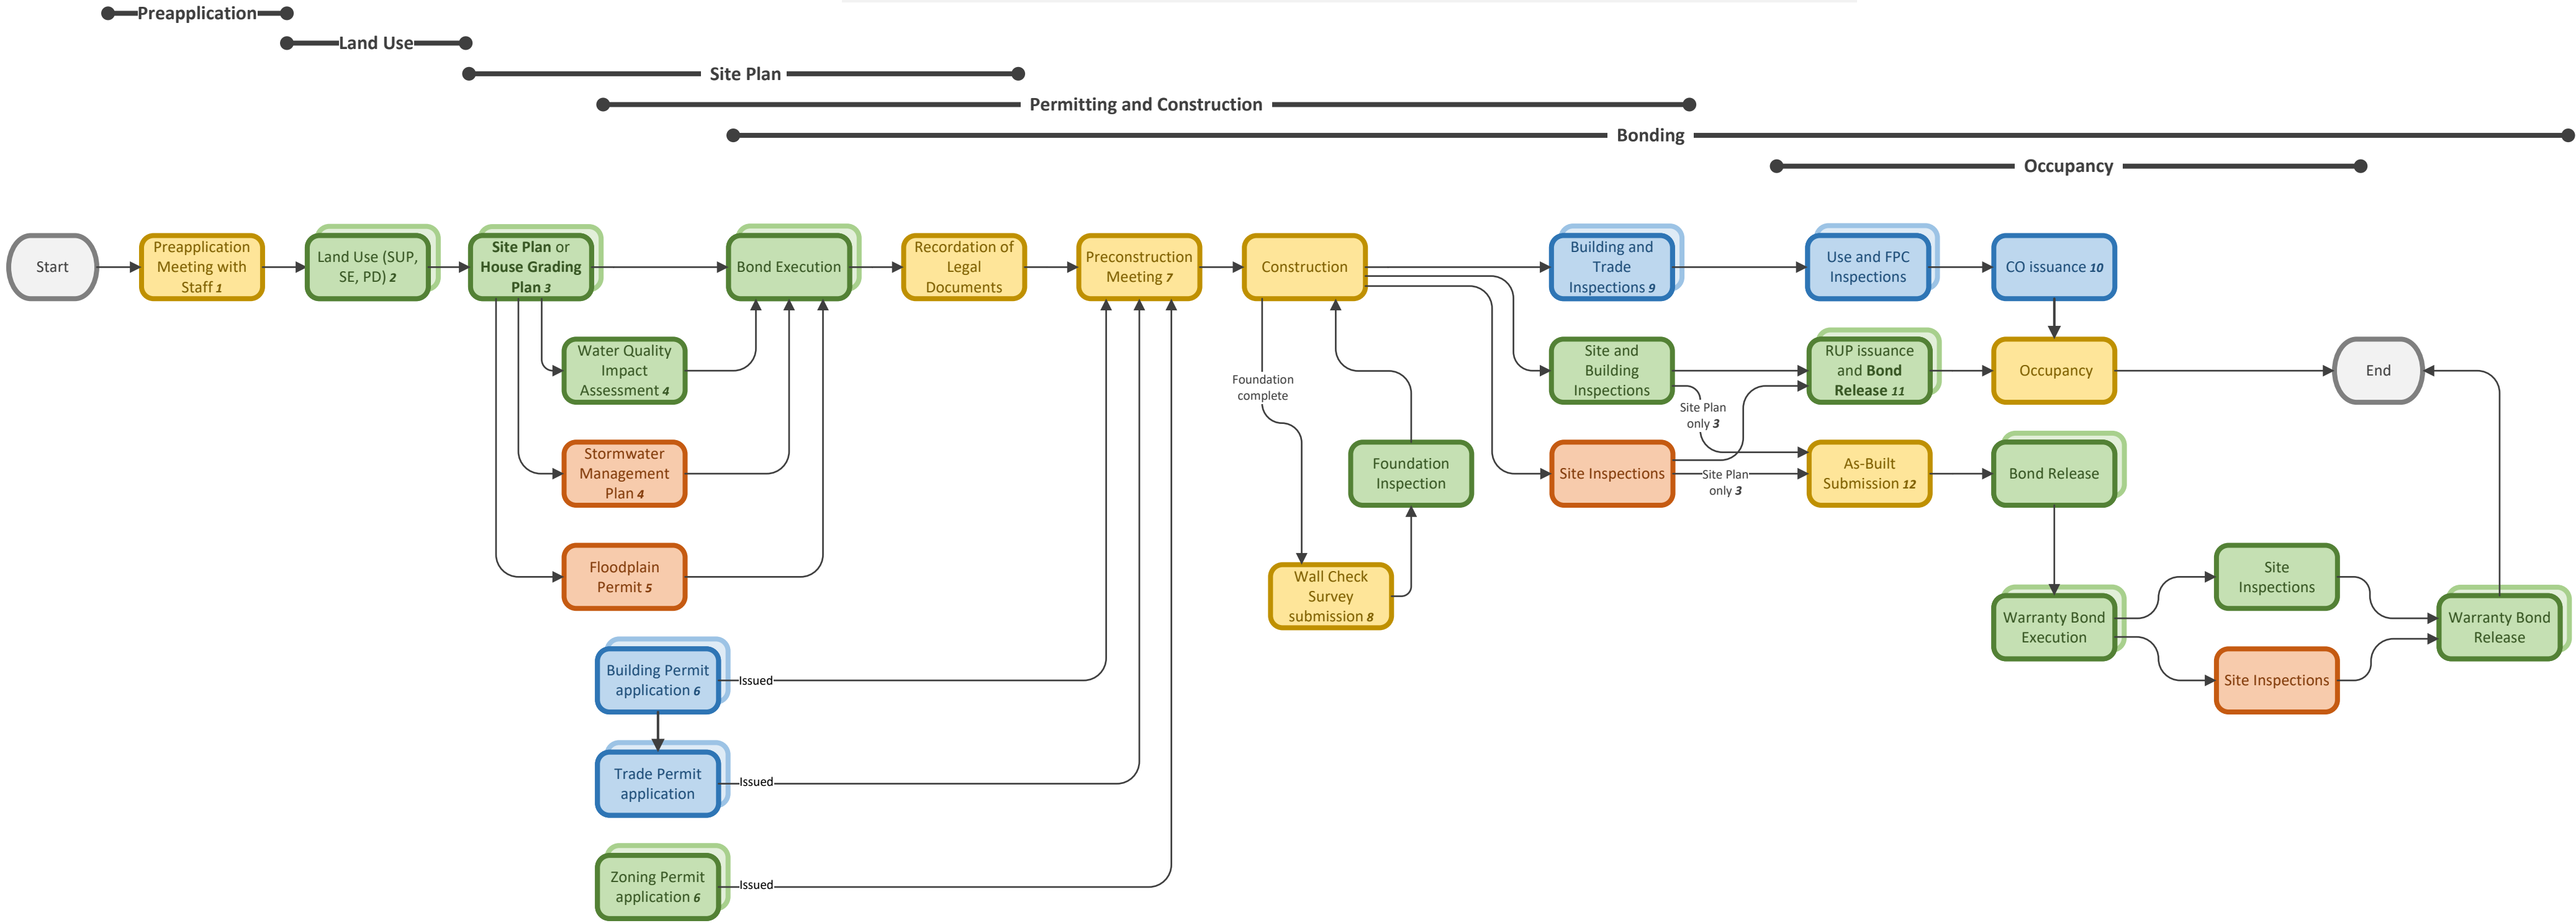 Preapplication
Land Use
Site Plan
Permitting and Construction
Bonding
Occupancy
Start
Preapplication
Meeting with
Staff 1
Land Use (SUP,
SE, PD) 2
Site Plan or
House Grading
Plan 3
Bond Execution
Recordation of
Legal
Documents
Preconstruction
Meeting 7
Construction
Building and
Trade
Inspections 9
Use and FPC
Inspections
CO issuance 10
Water Quality
Impact
Assessment 4
Foundation
complete
Site and
Building
Inspections
Site Plan
only 3
RUP issuance
and Bond
Release 11
Occupancy
End
Stormwater
Management
Plan 4
Foundation
Inspection
Site Inspections
Site Plan
only 3
As-Built
Submission 12
Bond Release
Floodplain
Permit 5
Wall Check
Survey
submission 8
Warranty Bond
Execution
Site
Inspections
Site Inspections
Warranty Bond
Release
Building Permit
application 6
Issued
Trade Permit
application
Issued
Zoning Permit
application 6
Issued